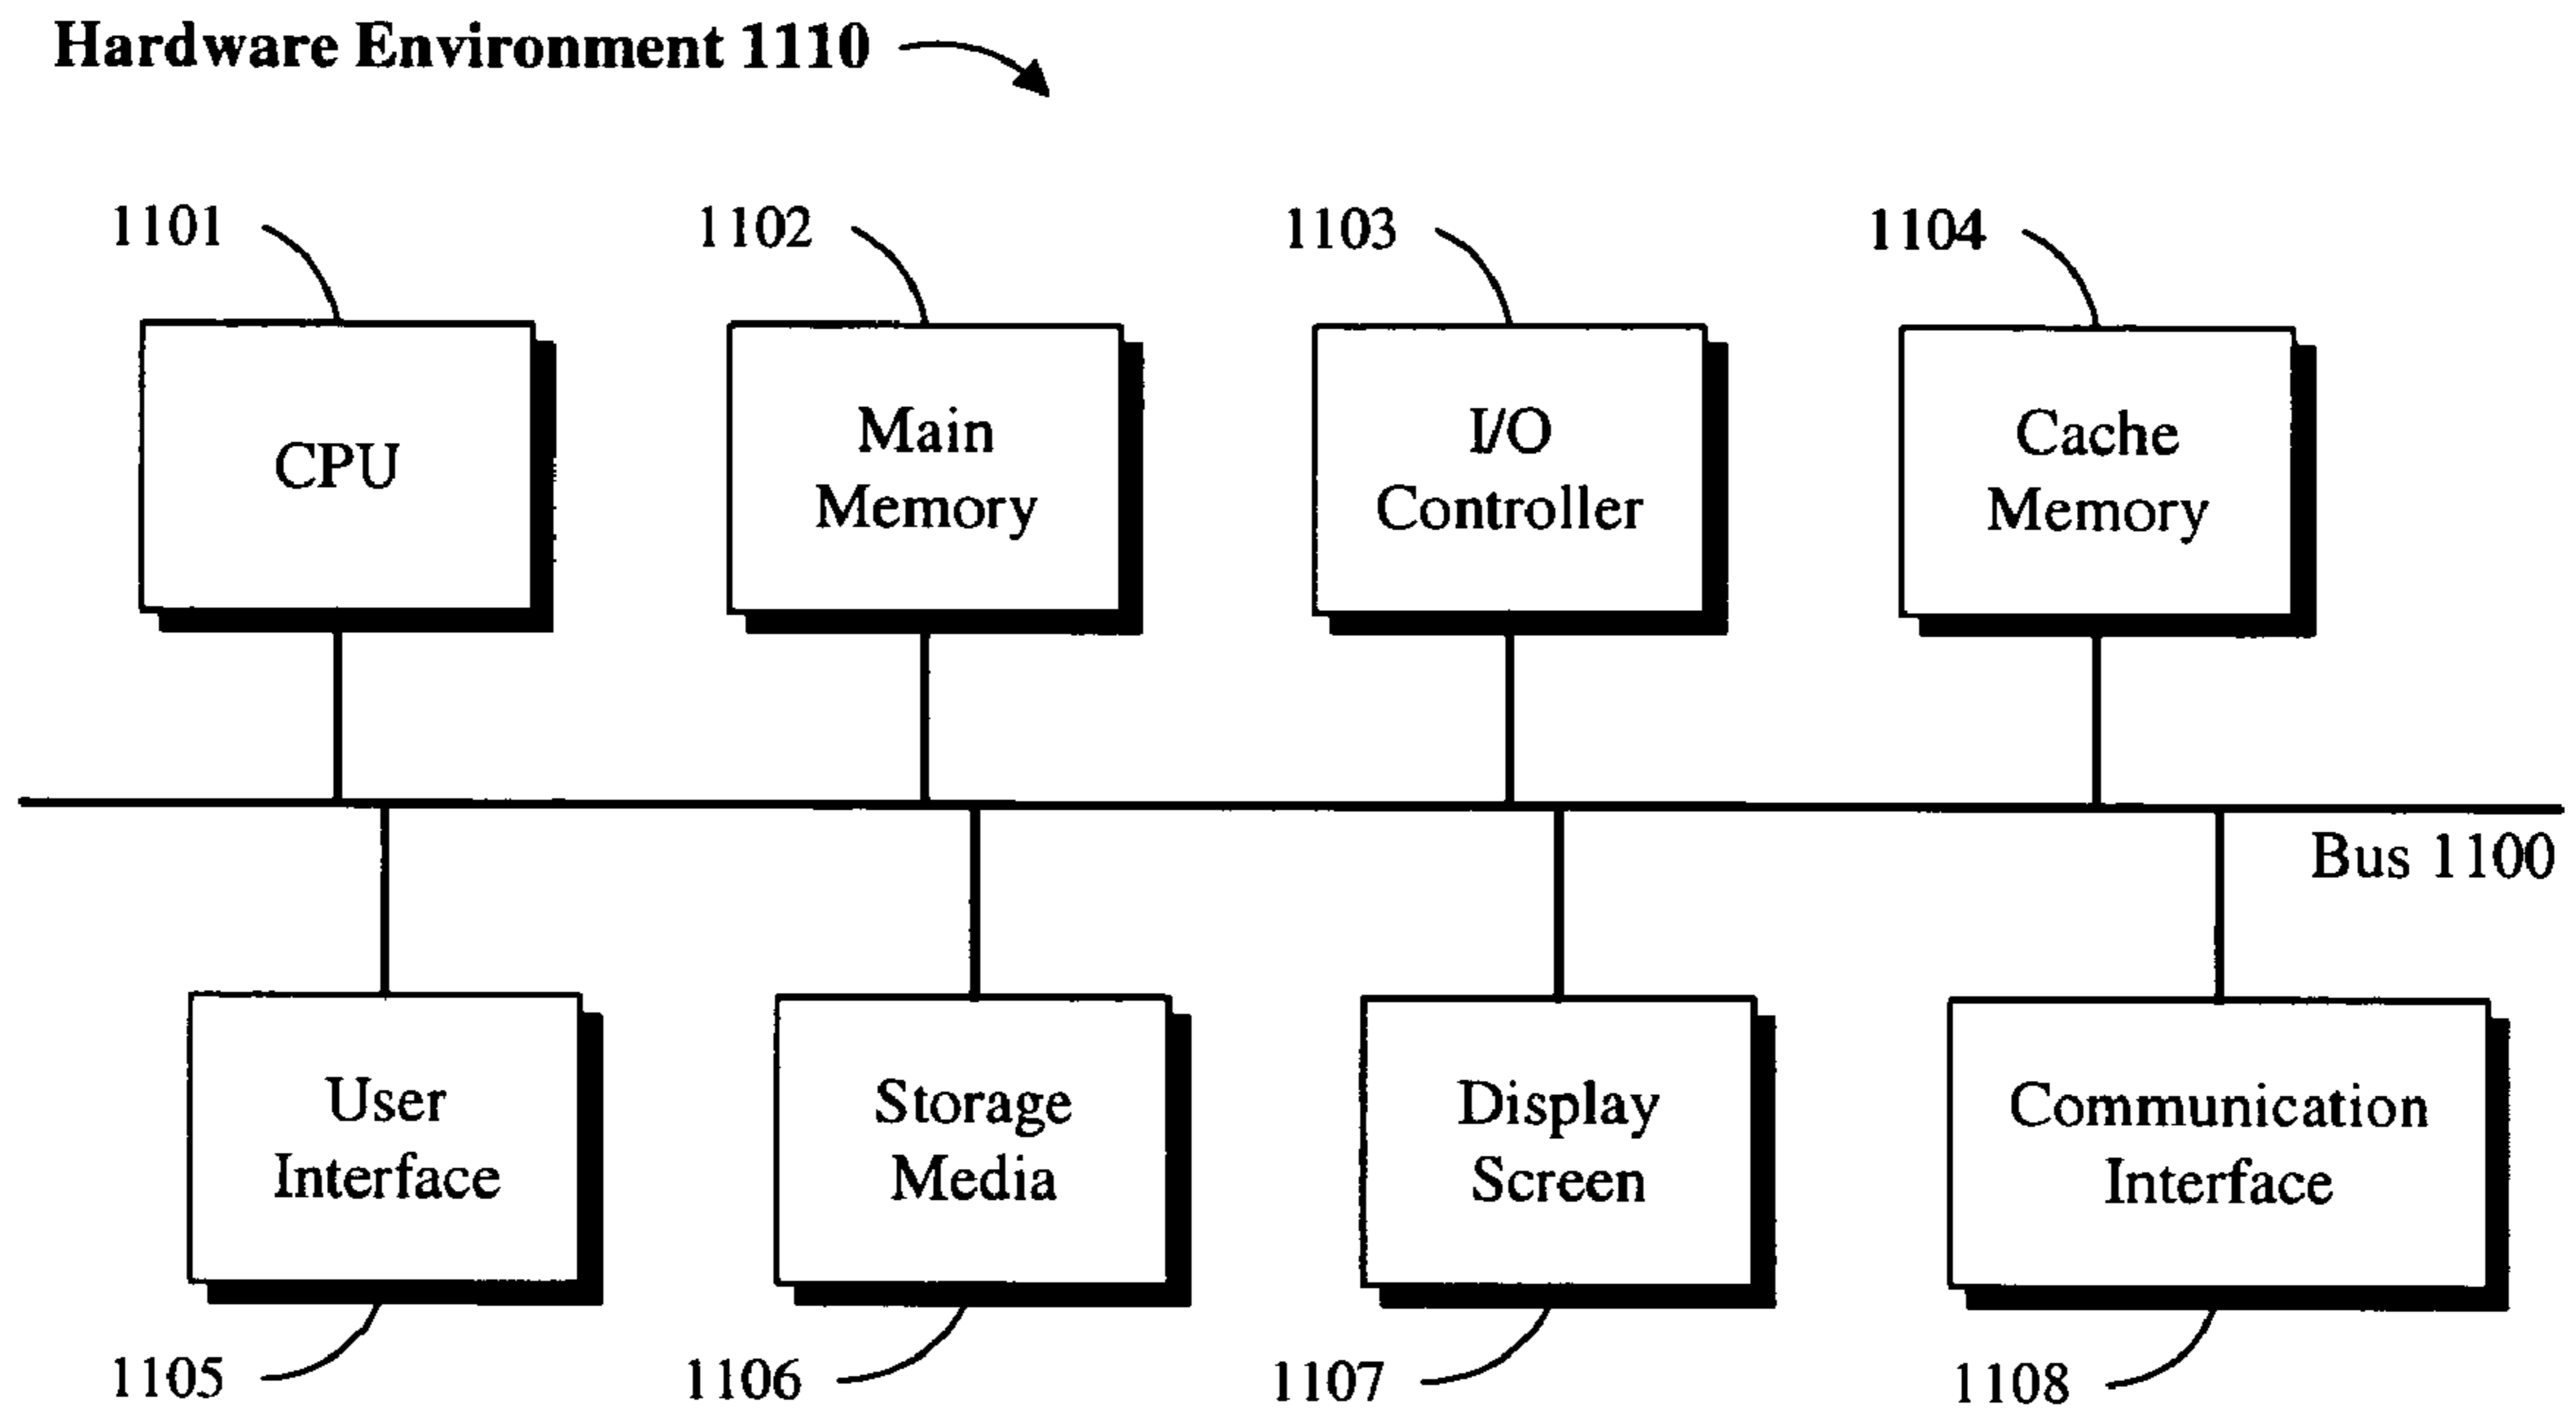 Hardware Environment 1110
1101
1102
1103
1104
CPU
Main
Memory
I/O
Controller
Cache
Memory
Bus 1100
User
Interface
Storage
Media
Display
Screen
Communication
Interface
1105
1106
1107
1108